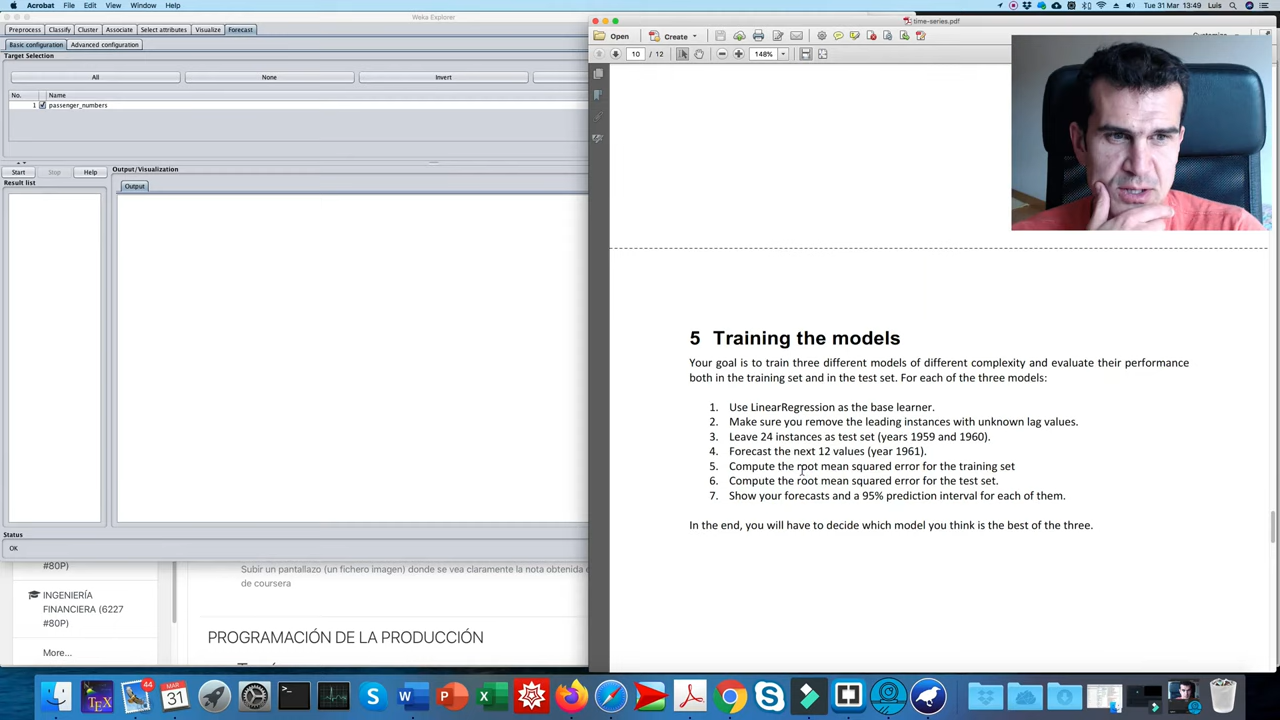 Acrobat File Edit View Window Help
Tue 31 Mar 13:49 Luis
Weka Explorer
Preprocess Classify Cluster Associate Select attributes Visualize Forecast
Basic configuration Advanced configuration
Target Selection
All None Invert
No. Name
1 passenger_numbers
Start Stop Help
Result list
Output/Visualization
Output
Status
OK
#80P)
INGENIERÍA
FINANCIERA (6227
#80P)
More...
Subir un pantallazo (un fichero imagen) donde se vea claramente la nota obtenida
de coursera
PROGRAMACIÓN DE LA PRODUCCIÓN
time-series.pdf
Open Create
10 / 12 148%
5 Training the models
Your goal is to train three different models of different complexity and evaluate their performance
both in the training set and in the test set. For each of the three models:
1. Use LinearRegression as the base learner.
2. Make sure you remove the leading instances with unknown lag values.
3. Leave 24 instances as test set (years 1959 and 1960).
4. Forecast the next 12 values (year 1961).
5. Compute the root mean squared error for the training set
6. Compute the root mean squared error for the test set.
7. Show your forecasts and a 95% prediction interval for each of them.
In the end, you will have to decide which model you think is the best of the three.
44
MAR
31